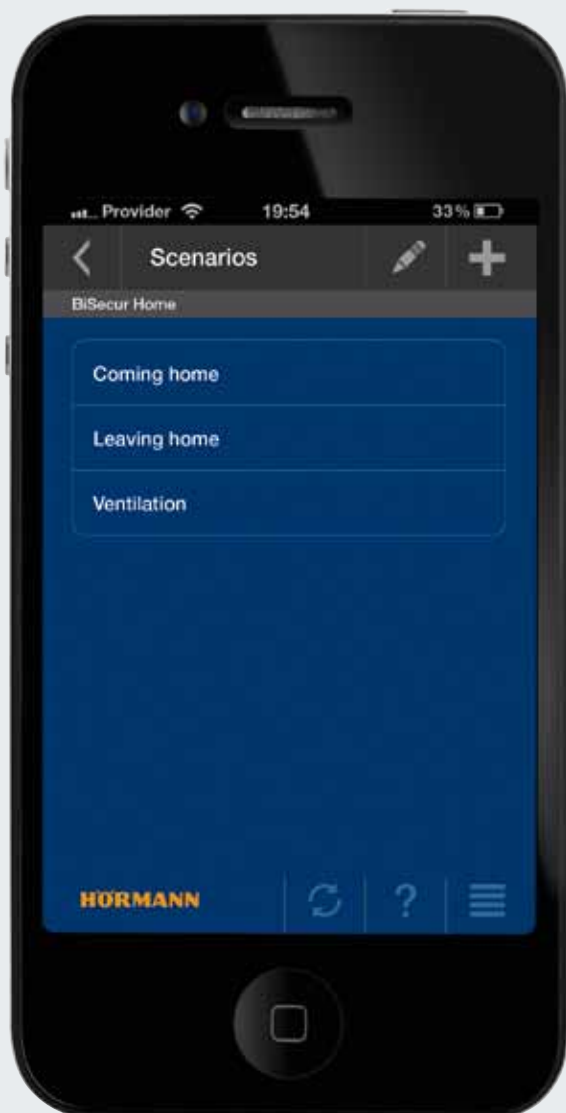 Provider 19:54 33%
Scenarios
BiSecur Home
Coming home
Leaving home
Ventilation
HÖRMANN
?